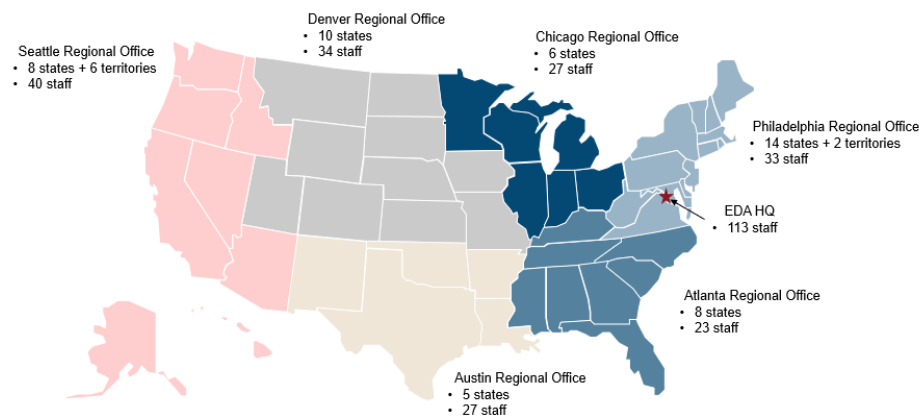 Denver Regional Office
• 10 states
• 34 staff
Chicago Regional Office
• 6 states
• 27 staff
Seattle Regional Office
• 8 states + 6 territories
• 40 staff
Philadelphia Regional Office
• 14 states + 2 territories
• 33 staff
EDA HQ
• 113 staff
Atlanta Regional Office
• 8 states
• 23 staff
Austin Regional Office
• 5 states
• 27 staff